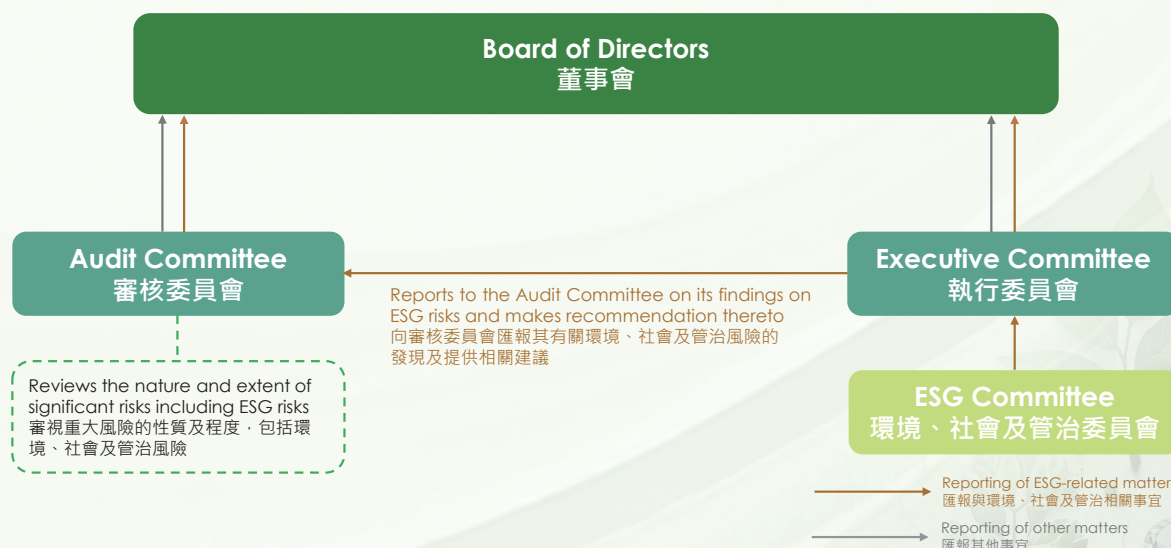 Board of Directors
董事會
Audit Committee
審核委員會
Executive Committee
執行委員會
Reports to the Audit Committee on its findings on
ESG risks and makes recommendation thereto
向審核委員會匯報其有關環境、社會及管治風險的
發現及提供相關建議
Reviews the nature and extent of
significant risks including ESG risks
審視重大風險的性質及程度，包括環
境、社會及管治風險
ESG Committee
環境、社會及管治委員會
Reporting of ESG-related matter
匯報與環境、社會及管治相關事宜
Reporting of other matters
匯報其他事宜